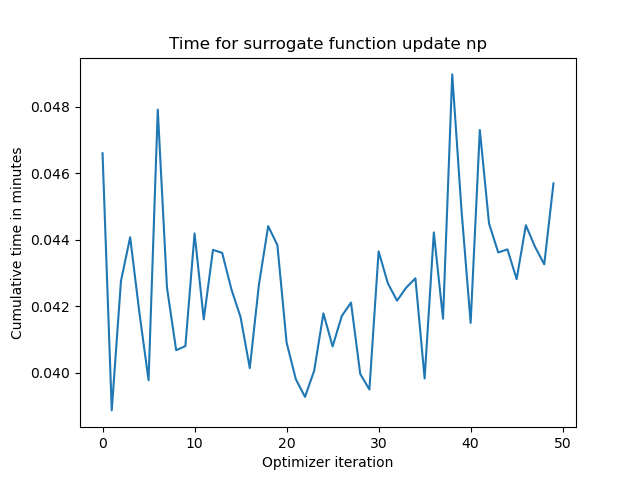 Time for surrogate function update np
Cumulative time in minutes
0.048
0.046
0.044
0.042
0.040
0 10 20 30 40 50
Optimizer iteration